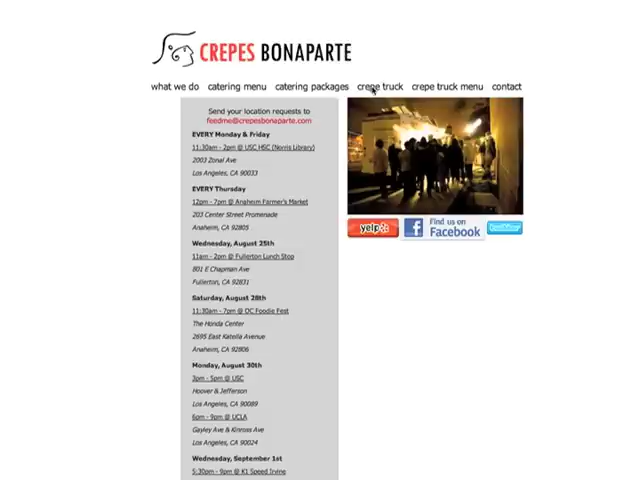 CREPES BONAPARTE
what we do catering menu catering packages crepe truck crepe truck menu contact
Send your location requests to
feedme@crepesbonaparte.com
EVERY Monday & Friday
11:30am - 2pm @ USC HSC (Norris Library)
2003 Zonal Ave
Los Angeles, CA 90033
EVERY Thursday
12pm - 7pm @ Anaheim Farmer's Market
203 Center Street Promenade
Anaheim, CA 92805
Wednesday, August 25th
11am - 2pm @ Fullerton Lunch Stop
801 E Chapman Ave
Fullerton, CA 92831
Saturday, August 28th
11:30am - 7pm @ OC Foodie Fest
The Honda Center
2695 East Katella Avenue
Anaheim, CA 92806
Monday, August 30th
3pm - 5pm @ USC
Hoover & Jefferson
Los Angeles, CA 90089
6pm - 9pm @ UCLA
Gayley Ave & Kinross Ave
Los Angeles, CA 90024
Wednesday, September 1st
5:30pm - 9pm @ K1 Speed Irvine
yelp
Find us on
Facebook
twitter